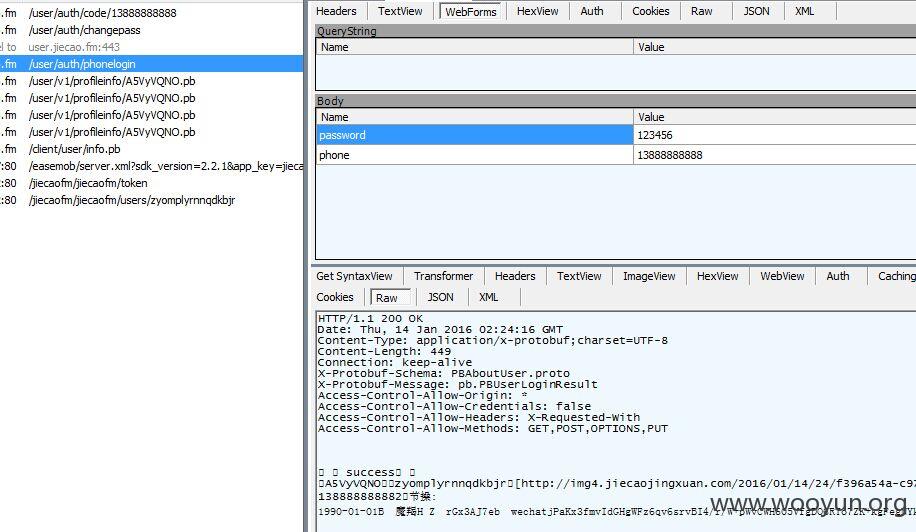 .fm /user/auth/code/13888888888
.fm /user/auth/changepass
el to user.jiecao.fm:443
.fm /user/auth/phonelogin
.fm /user/v1/profileinfo/A5VyVQNO.pb
.fm /user/v1/profileinfo/A5VyVQNO.pb
.fm /user/v1/profileinfo/A5VyVQNO.pb
.fm /user/v1/profileinfo/A5VyVQNO.pb
.fm /client/user/info.pb
:80 /easemob/server.xml?sdk_version=2.2.1&app_key=jieca
:80 /jiecaofm/jiecaofm/token
:80 /jiecaofm/jiecaofm/users/zyomplyrnnqdkbjr
Headers TextView WebForms HexView Auth Cookies Raw JSON XML
QueryString
Name Value
Body
Name Value
password 123456
phone 13888888888
Get SyntaxView Transformer Headers TextView ImageView HexView WebView Auth Caching
Cookies Raw JSON XML
HTTP/1.1 200 OK
Date: Thu, 14 Jan 2016 02:24:16 GMT
Content-Type: application/x-protobuf;charset=UTF-8
Content-Length: 449
Connection: keep-alive
X-Protobuf-Schema: PBAboutUser.proto
X-Protobuf-Message: pb.PBUserLoginResult
Access-Control-Allow-Origin: *
Access-Control-Allow-Credentials: false
Access-Control-Allow-Headers: X-Requested-With
Access-Control-Allow-Methods: GET,POST,OPTIONS,PUT
success
A5VyVQNO zyomplyrnnqdkbjr [http://img4.jiecaojingxuan.com/2016/01/14/24/f396a54a-c97
138888888882 节操:
1990-01-01B 魔羯H Z rGx3AJ7eb
www.wooyun.org